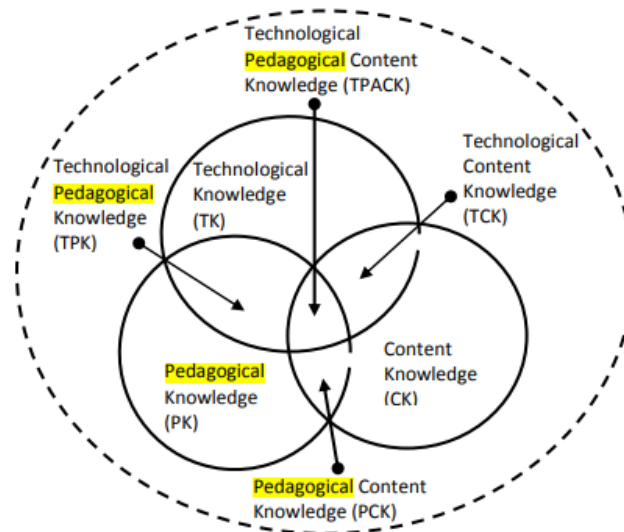 Technological
Pedagogical Content
Knowledge (TPACK)
Technological
Pedagogical
Knowledge
(TPK)
Technological
Knowledge
(TK)
Technological
Content
Knowledge
(TCK)
Pedagogical
Knowledge
(PK)
Content
Knowledge
(CK)
Pedagogical Content
Knowledge (PCK)